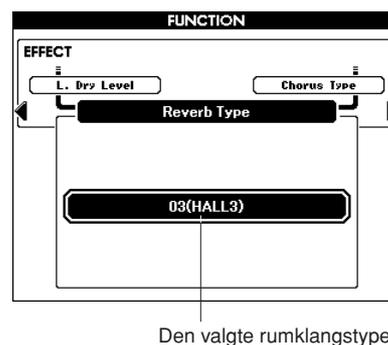 FUNCTION
EFFECT
L. Dry Level
Chorus Type
Reverb Type
03(HALL3)
Den valgte rumklangstype